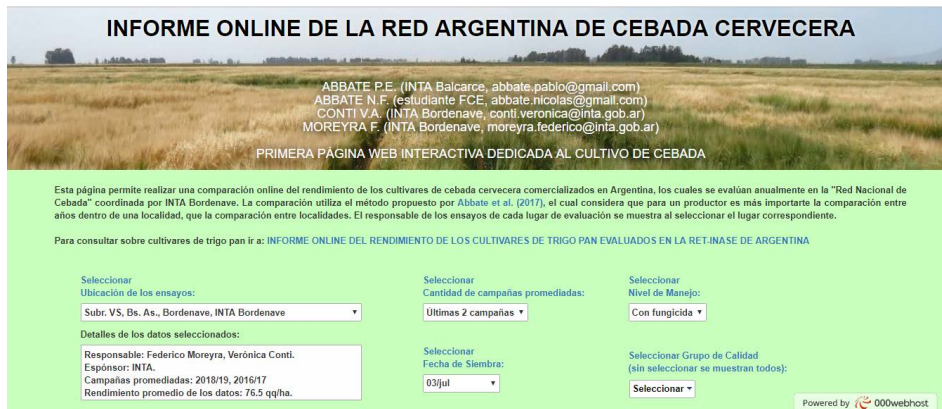 INFORME ONLINE DE LA RED ARGENTINA DE CEBADA CERVECERA
ABBATE P.E. (INTA Balcarce, abbate.pablo@gmail.com)
ABBATE N.F. (estudiante FCE, abbate.nicolas@gmail.com)
CONTI V.A. (INTA Bordenave, conti.veronica@inta.gob.ar)
MOREYRA F. (INTA Bordenave, moreyra.federico@inta.gob.ar)
PRIMERA PÁGINA WEB INTERACTIVA DEDICADA AL CULTIVO DE CEBADA
Esta página permite realizar una comparación online del rendimiento de los cultivares de cebada cervecera comercializados en Argentina, los cuales se evalúan anualmente en la "Red Nacional de
Cebada" coordinada por INTA Bordenave. La comparación utiliza el método propuesto por Abbate et al. (2017), el cual considera que para un productor es más importarte la comparación entre
años dentro de una localidad, que la comparación entre localidades. El responsable de los ensayos de cada lugar de evaluación se muestra al seleccionar el lugar correspondiente.
Para consultar sobre cultivares de trigo pan ir a: INFORME ONLINE DEL RENDIMIENTO DE LOS CULTIVARES DE TRIGO PAN EVALUADOS EN LA RET-INASE DE ARGENTINA
Seleccionar
Ubicación de los ensayos:
Subr. VS, Bs. As., Bordenave, INTA Bordenave
Detalles de los datos seleccionados:
Responsable: Federico Moreyra, Verónica Conti.
Espónsor: INTA.
Campañas promediadas: 2018/19, 2016/17
Rendimiento promedio de los datos: 76.5 qq/ha.
Seleccionar
Cantidad de campañas promediadas:
Últimas 2 campañas
Seleccionar
Fecha de Siembra:
03/jul
Seleccionar
Nivel de Manejo:
Con fungicida
Seleccionar Grupo de Calidad
(sin seleccionar se muestran todos):
Seleccionar
Powered by 000webhost